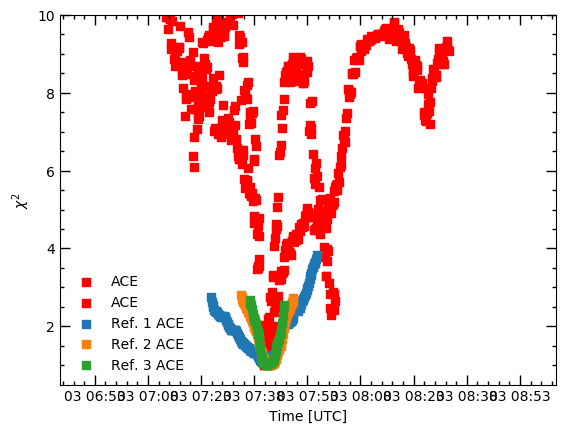 10
8
6
4
2
χ²
ACE
ACE
Ref. 1 ACE
Ref. 2 ACE
Ref. 3 ACE
03 06:53 03 07:08 03 07:23 03 07:38 03 07:53 03 08:08 03 08:23 03 08:38 03 08:53
Time [UTC]